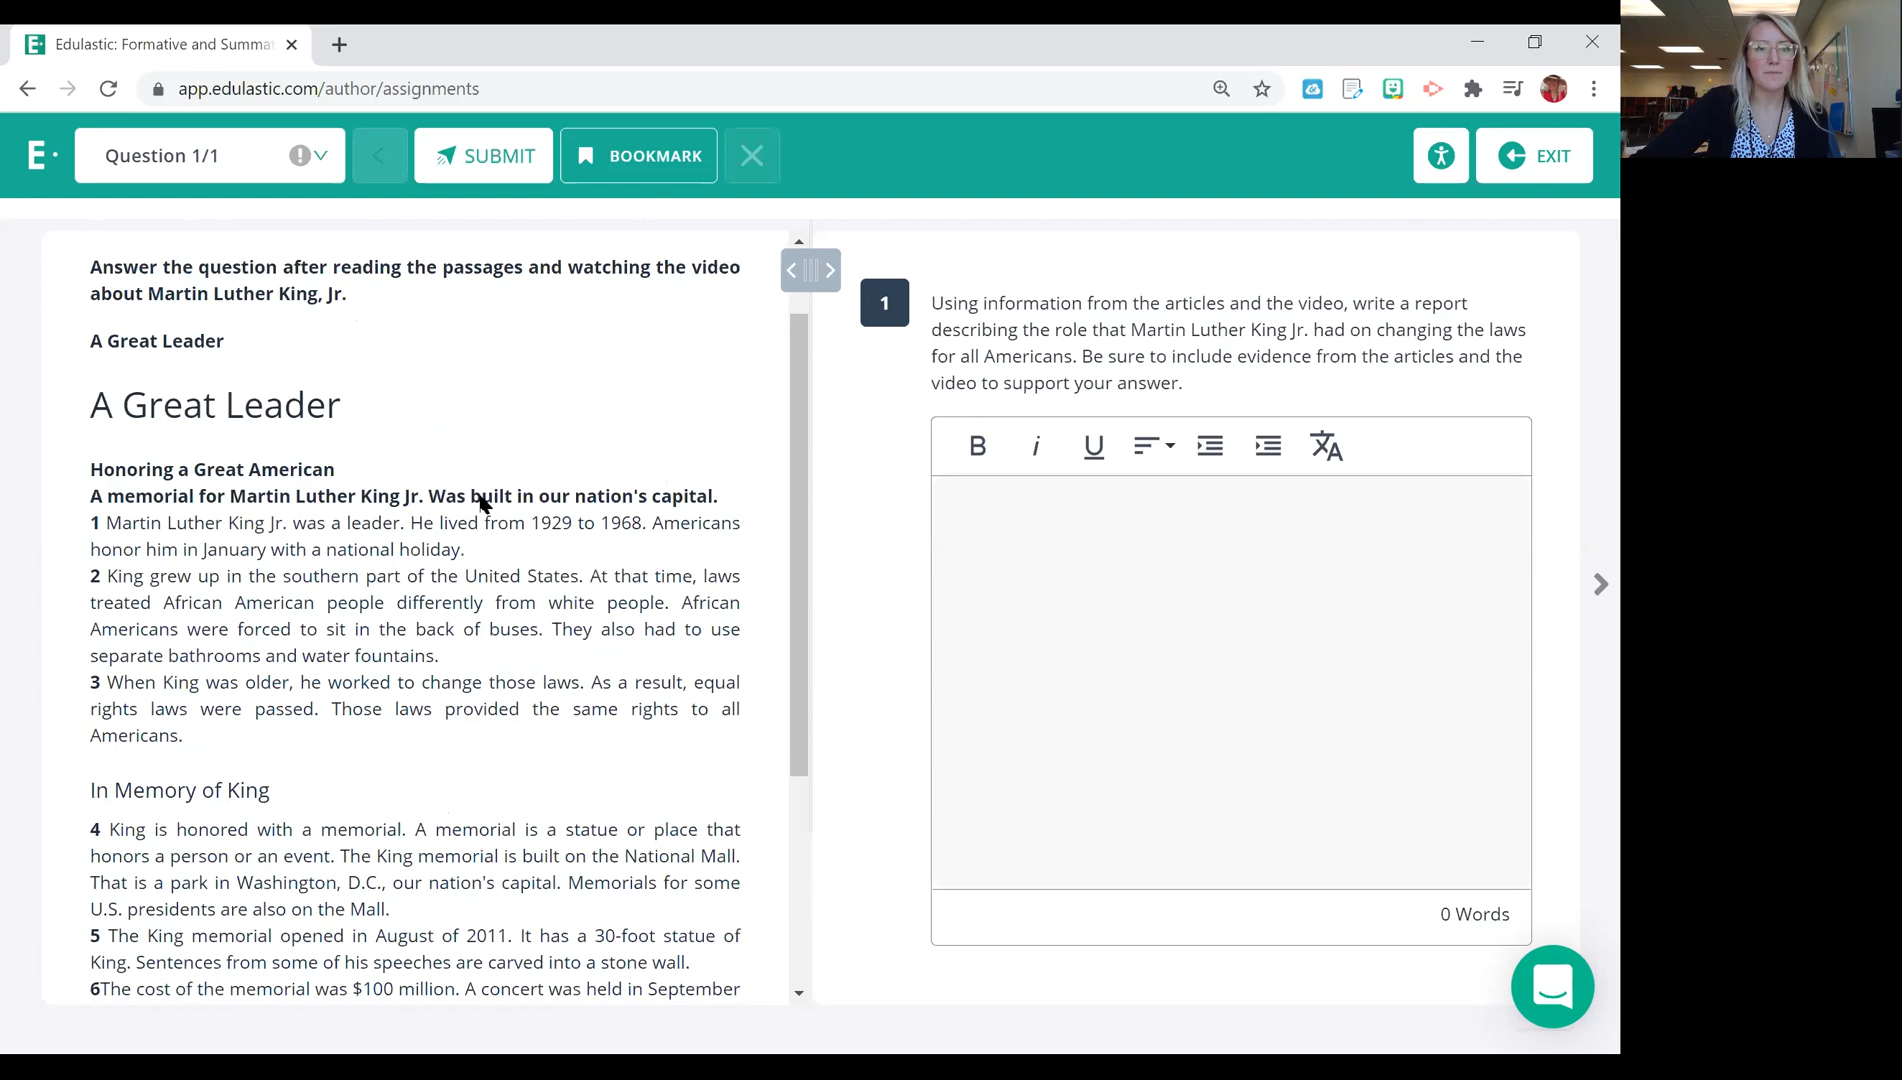 Edulastic: Formative and Summa
app.edulastic.com/author/assignments
E
Question 1/1
SUBMIT
BOOKMARK
EXIT
Answer the question after reading the passages and watching the video
about Martin Luther King, Jr.
A Great Leader
A Great Leader
Honoring a Great American
A memorial for Martin Luther King Jr. Was built in our nation's capital.
1 Martin Luther King Jr. was a leader. He lived from 1929 to 1968. Americans
honor him in January with a national holiday.
2 King grew up in the southern part of the United States. At that time, laws
treated African American people differently from white people. African
Americans were forced to sit in the back of buses. They also had to use
separate bathrooms and water fountains.
3 When King was older, he worked to change those laws. As a result, equal
rights laws were passed. Those laws provided the same rights to all
Americans.
In Memory of King
4 King is honored with a memorial. A memorial is a statue or place that
honors a person or an event. The King memorial is built on the National Mall.
That is a park in Washington, D.C., our nation's capital. Memorials for some
U.S. presidents are also on the Mall.
5 The King memorial opened in August of 2011. It has a 30-foot statue of
King. Sentences from some of his speeches are carved into a stone wall.
6The cost of the memorial was $100 million. A concert was held in September
1
Using information from the articles and the video, write a report
describing the role that Martin Luther King Jr. had on changing the laws
for all Americans. Be sure to include evidence from the articles and the
video to support your answer.
B i U
0 Words